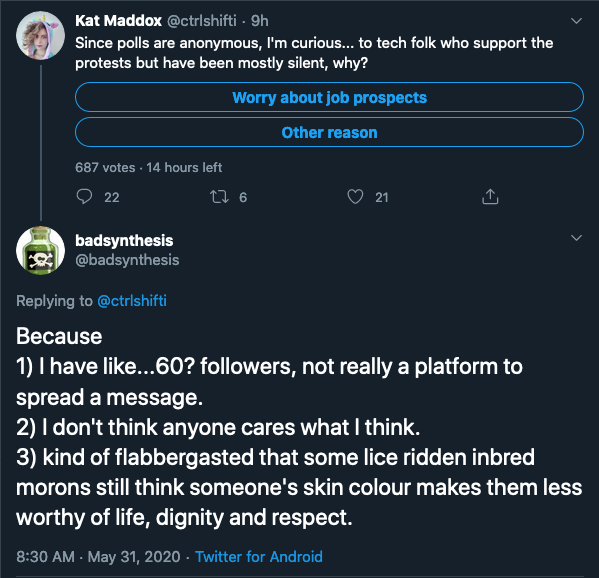 Kat Maddox @ctrlshifti · 9h
Since polls are anonymous, I'm curious... to tech folk who support the
protests but have been mostly silent, why?
Worry about job prospects
Other reason
687 votes · 14 hours left
22 6 21
badsynthesis
@badsynthesis
Replying to @ctrlshifti
Because
1) I have like...60? followers, not really a platform to
spread a message.
2) I don't think anyone cares what I think.
3) kind of flabbergasted that some lice ridden inbred
morons still think someone's skin colour makes them less
worthy of life, dignity and respect.
8:30 AM · May 31, 2020 · Twitter for Android